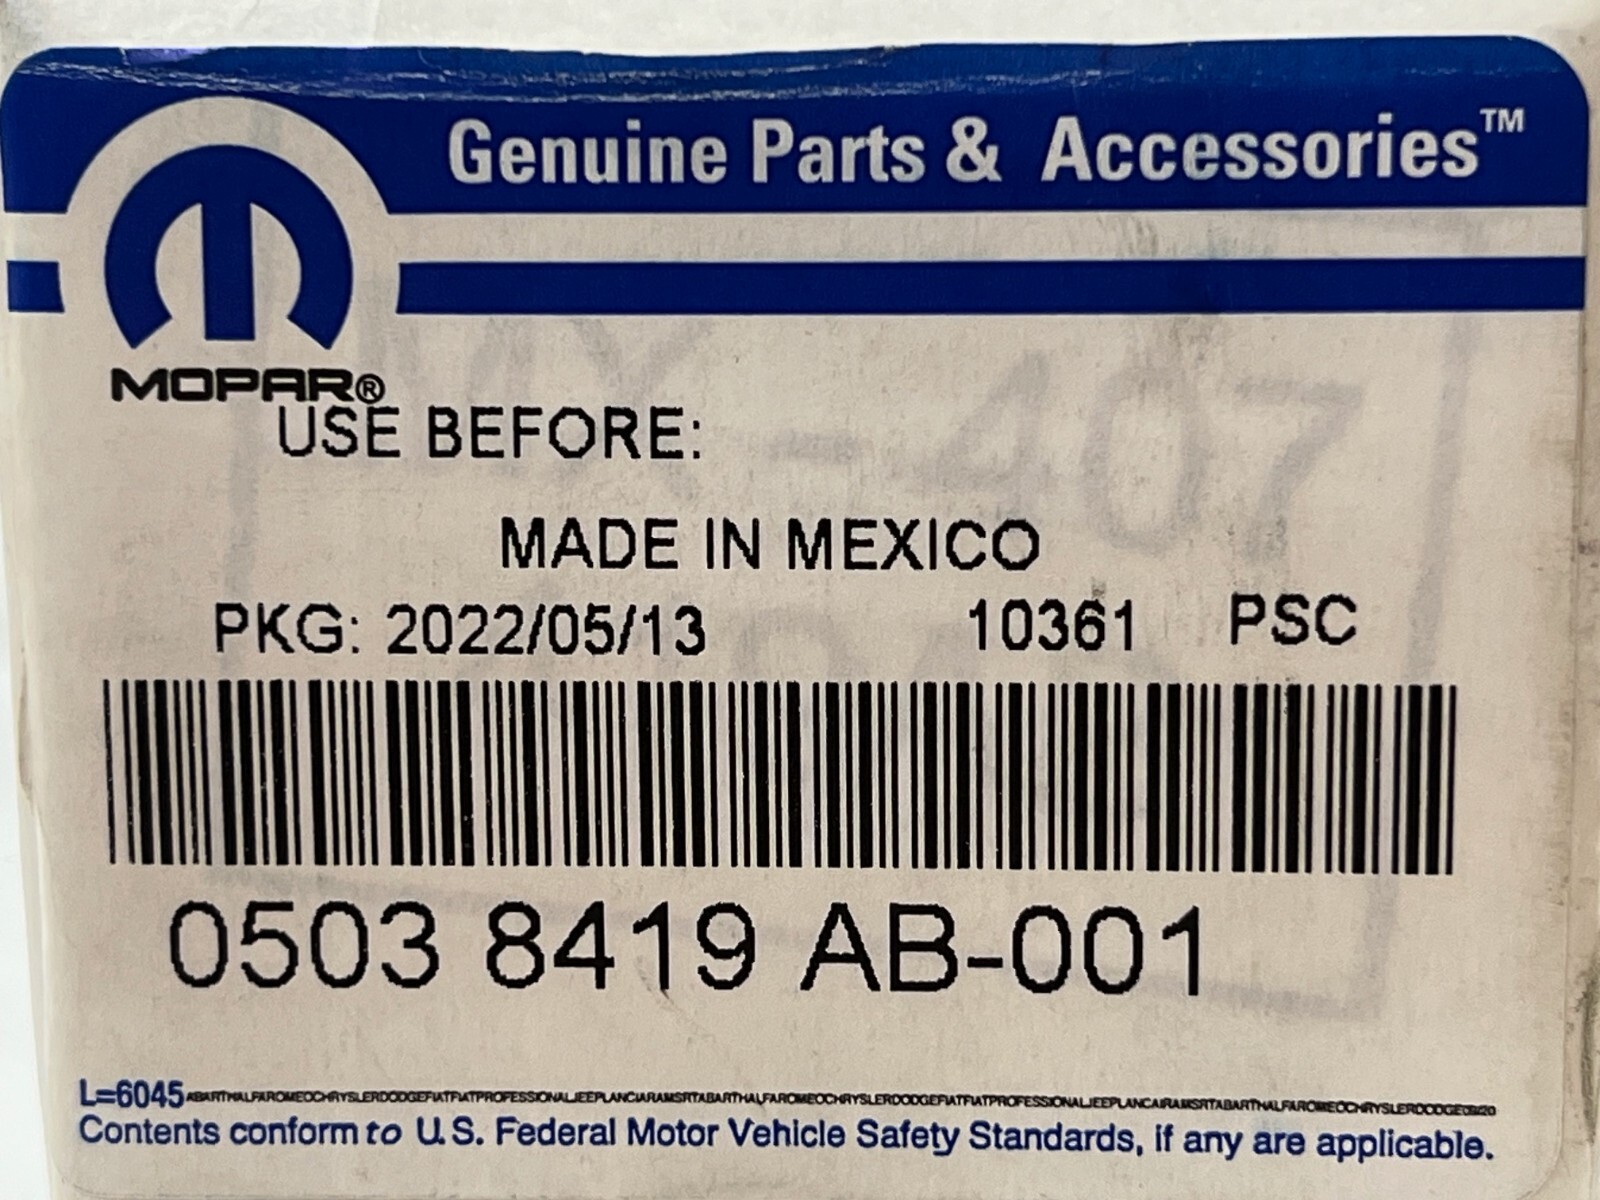 Genuine Parts & Accessories™
MOPAR®
USE BEFORE:
MADE IN MEXICO
PKG: 2022/05/13 10361 PSC
0503 8419 AB-001
L=6045
Contents conform to U.S. Federal Motor Vehicle Safety Standards, if any are applicable.